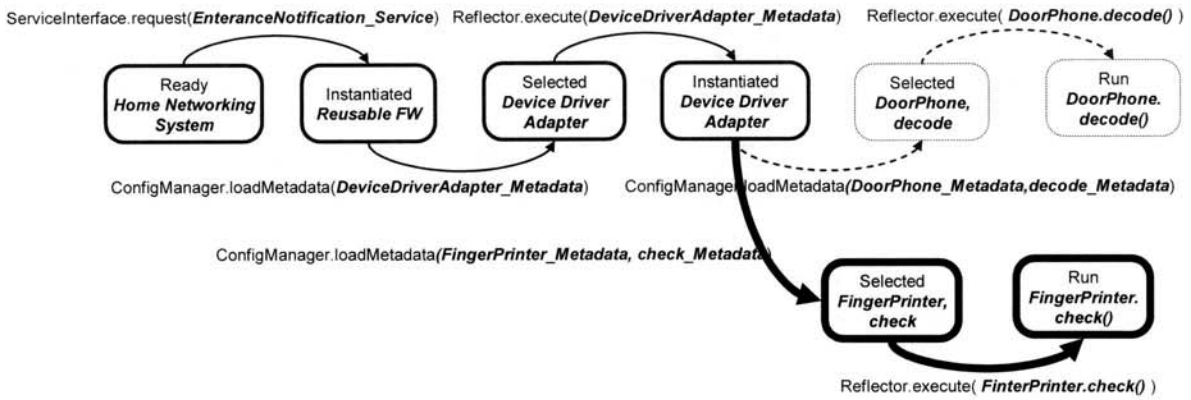 ServiceInterface.request(EnteranceNotification_Service)
Reflector.execute(DeviceDriverAdapter_Metadata)
Reflector.execute( DoorPhone.decode() )
Ready
Home Networking
System
Instantiated
Reusable FW
Selected
Device Driver
Adapter
Instantiated
Device Driver
Adapter
Selected
DoorPhone,
decode
Run
DoorPhone.
decode()
ConfigManager.loadMetadata(DeviceDriverAdapter_Metadata)
ConfigManager.loadMetadata(DoorPhone_Metadata,decode_Metadata)
ConfigManager.loadMetadata(FingerPrinter_Metadata, check_Metadata)
Selected
FingerPrinter,
check
Run
FingerPrinter.
check()
Reflector.execute( FinterPrinter.check() )